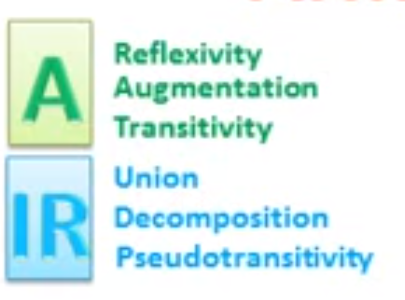 A
Reflexivity
Augmentation
Transitivity
IR
Union
Decomposition
Pseudotransitivity